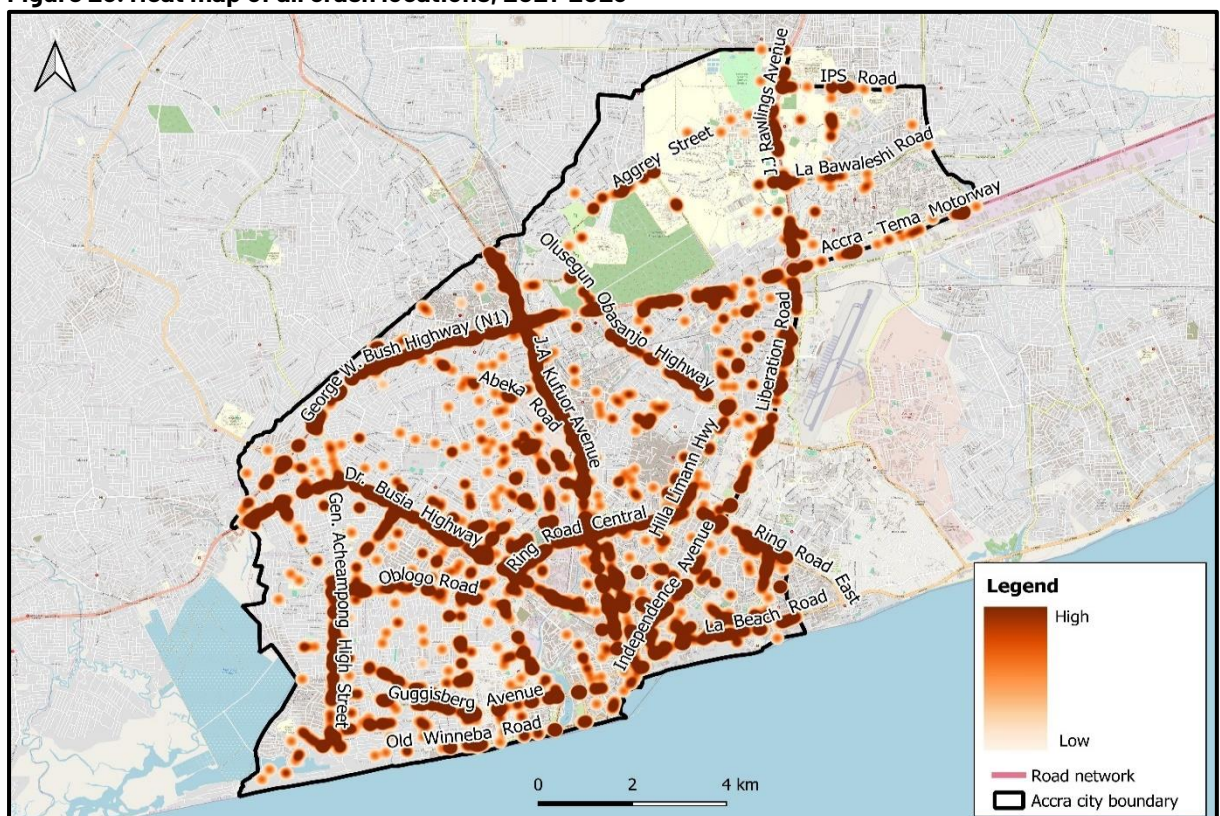 IPS Road
J.J Rawlings Avenue
Aggrey Street
La Bawaleshi Road
Accra - Tema Motorway
Olusegun Obasanjo Highway
George W. Bush Highway (N1)
J.A Kufuor Avenue
Liberation Road
Abeka Road
Hilla Limann Hwy
Dr. Busia Highway
Gen. Acheampong High Street
Ring Road Central
Ring Road East
Oblogo Road
Independence Avenue
La Beach Road
Guggisberg Avenue
Old Winneba Road
0 2 4 km
Legend
High
Low
Road network
Accra city boundary